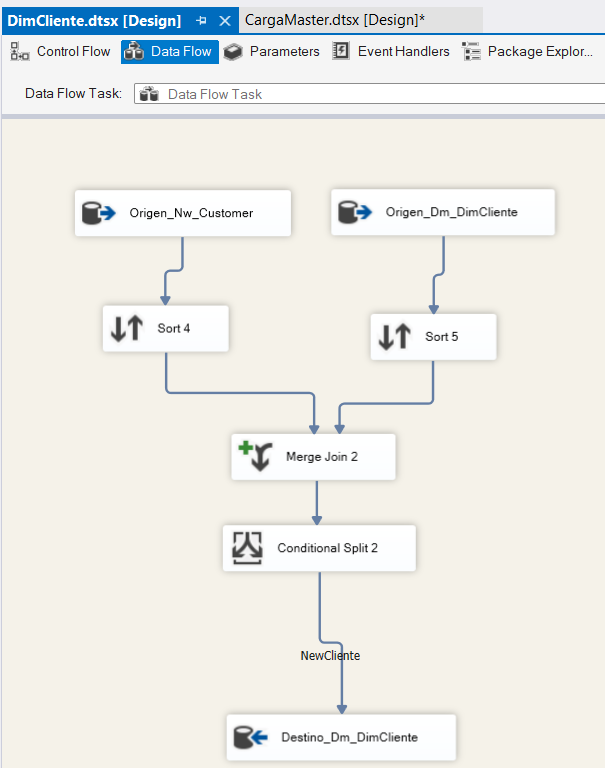 DimCliente.dtsx [Design]
CargaMaster.dtsx [Design]*
Control Flow
Data Flow
Parameters
Event Handlers
Package Explor...
Data Flow Task:
Data Flow Task
Origen_Nw_Customer
Origen_Dm_DimCliente
Sort 4
Sort 5
Merge Join 2
Conditional Split 2
NewCliente
Destino_Dm_DimCliente